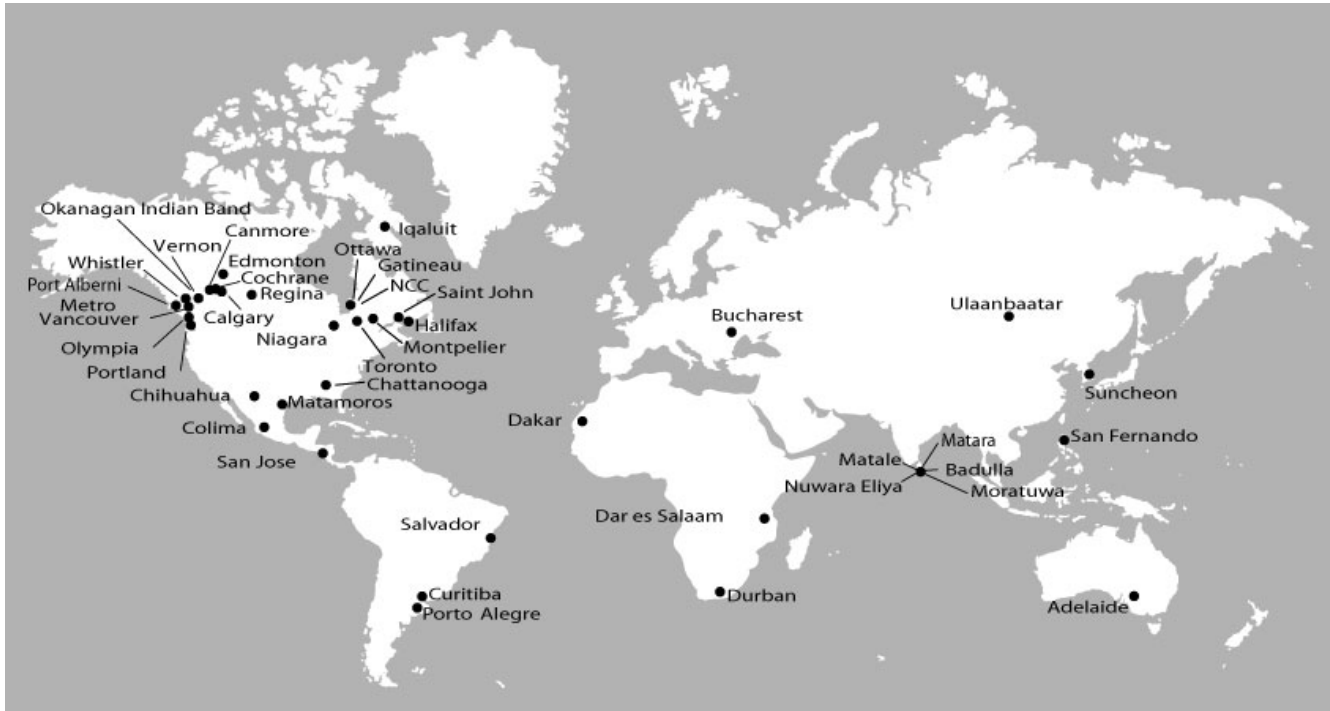 Okanagan Indian Band
Iqaluit
Canmore
Vernon
Ottawa
Whistler
Edmonton
Gatineau
Cochrane
Port Alberni
NCC
Saint John
Regina
Metro
Vancouver
Calgary
Halifax
Niagara
Montpelier
Olympia
Toronto
Portland
Chattanooga
Chihuahua
Matamoros
Colima
San Jose
Salvador
Curitiba
Porto Alegre
Bucharest
Ulaanbaatar
Suncheon
Dakar
San Fernando
Matara
Matale
Badulla
Nuwara Eliya
Moratuwa
Dar es Salaam
Durban
Adelaide